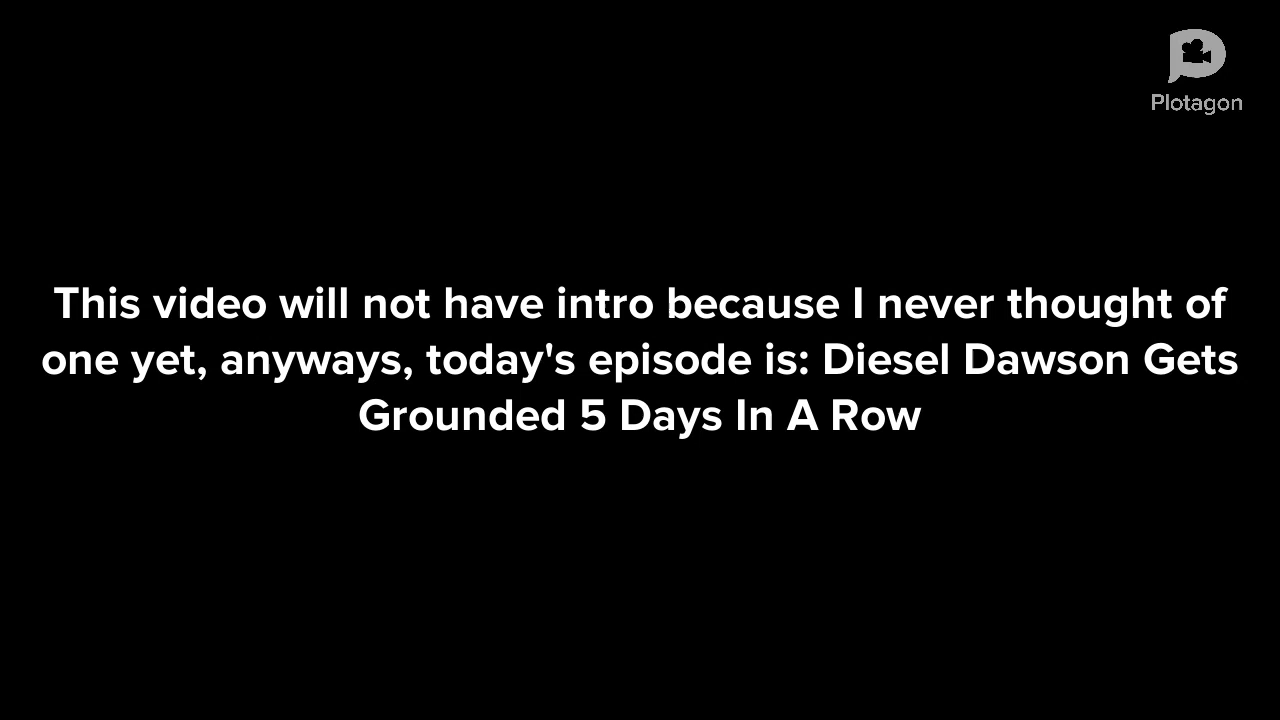 Plotagon
This video will not have intro because I never thought of
one yet, anyways, today's episode is: Diesel Dawson Gets
Grounded 5 Days In A Row